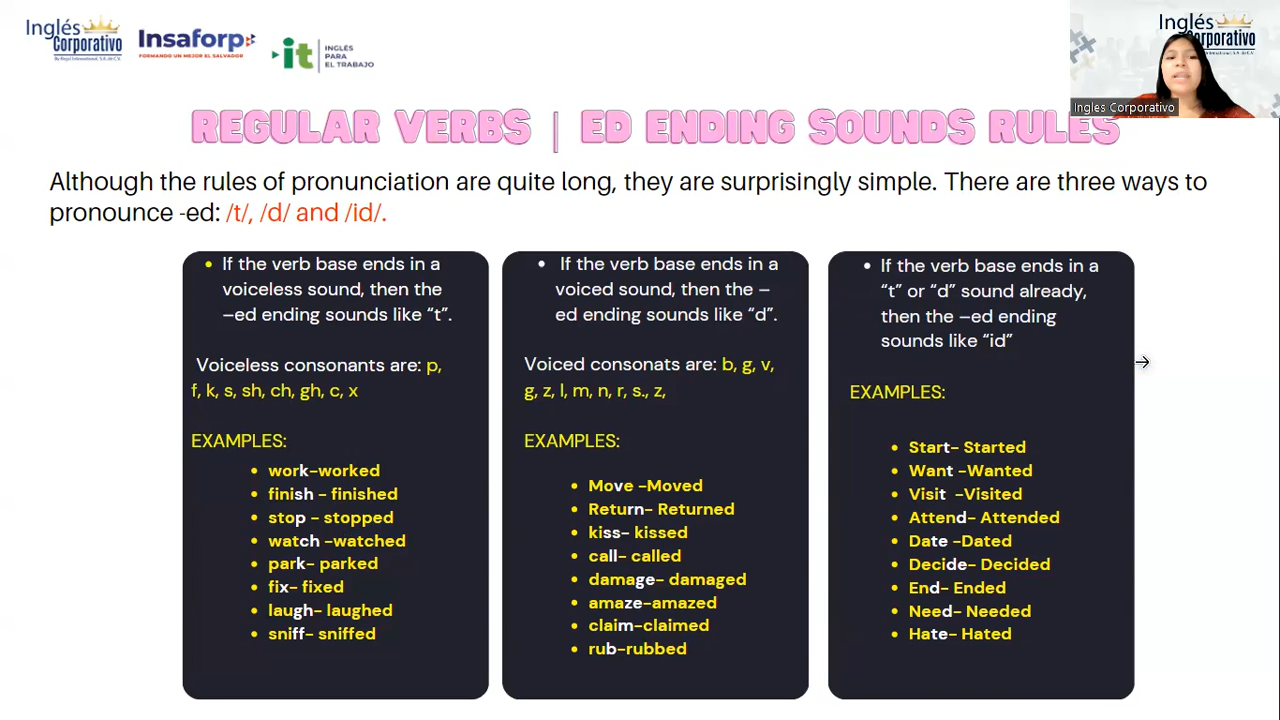 Inglés
Corporativo
By Regal International, S.A. de C.V.
Insaforp
FORMANDO UN MEJOR EL SALVADOR
it
INGLÉS
PARA
EL TRABAJO
Inglés
Corporativo
Ingles Corporativo
REGULAR VERBS | ED ENDING SOUNDS RULES
Although the rules of pronunciation are quite long, they are surprisingly simple. There are three ways to
pronounce -ed: /t/, /d/ and /id/.
• If the verb base ends in a
voiceless sound, then the
–ed ending sounds like “t”.
Voiceless consonants are: p,
f, k, s, sh, ch, gh, c, x
EXAMPLES:
• work–worked
• finish – finished
• stop – stopped
• watch –watched
• park– parked
• fix– fixed
• laugh– laughed
• sniff– sniffed
• If the verb base ends in a
voiced sound, then the –
ed ending sounds like “d”.
Voiced consonats are: b, g, v,
g, z, l, m, n, r, s., z,
EXAMPLES:
• Move –Moved
• Return– Returned
• kiss– kissed
• call– called
• damage– damaged
• amaze–amazed
• claim–claimed
• rub–rubbed
• If the verb base ends in a
“t” or “d” sound already,
then the –ed ending
sounds like “id”
EXAMPLES:
• Start– Started
• Want –Wanted
• Visit –Visited
• Attend– Attended
• Date –Dated
• Decide– Decided
• End– Ended
• Need– Needed
• Hate– Hated